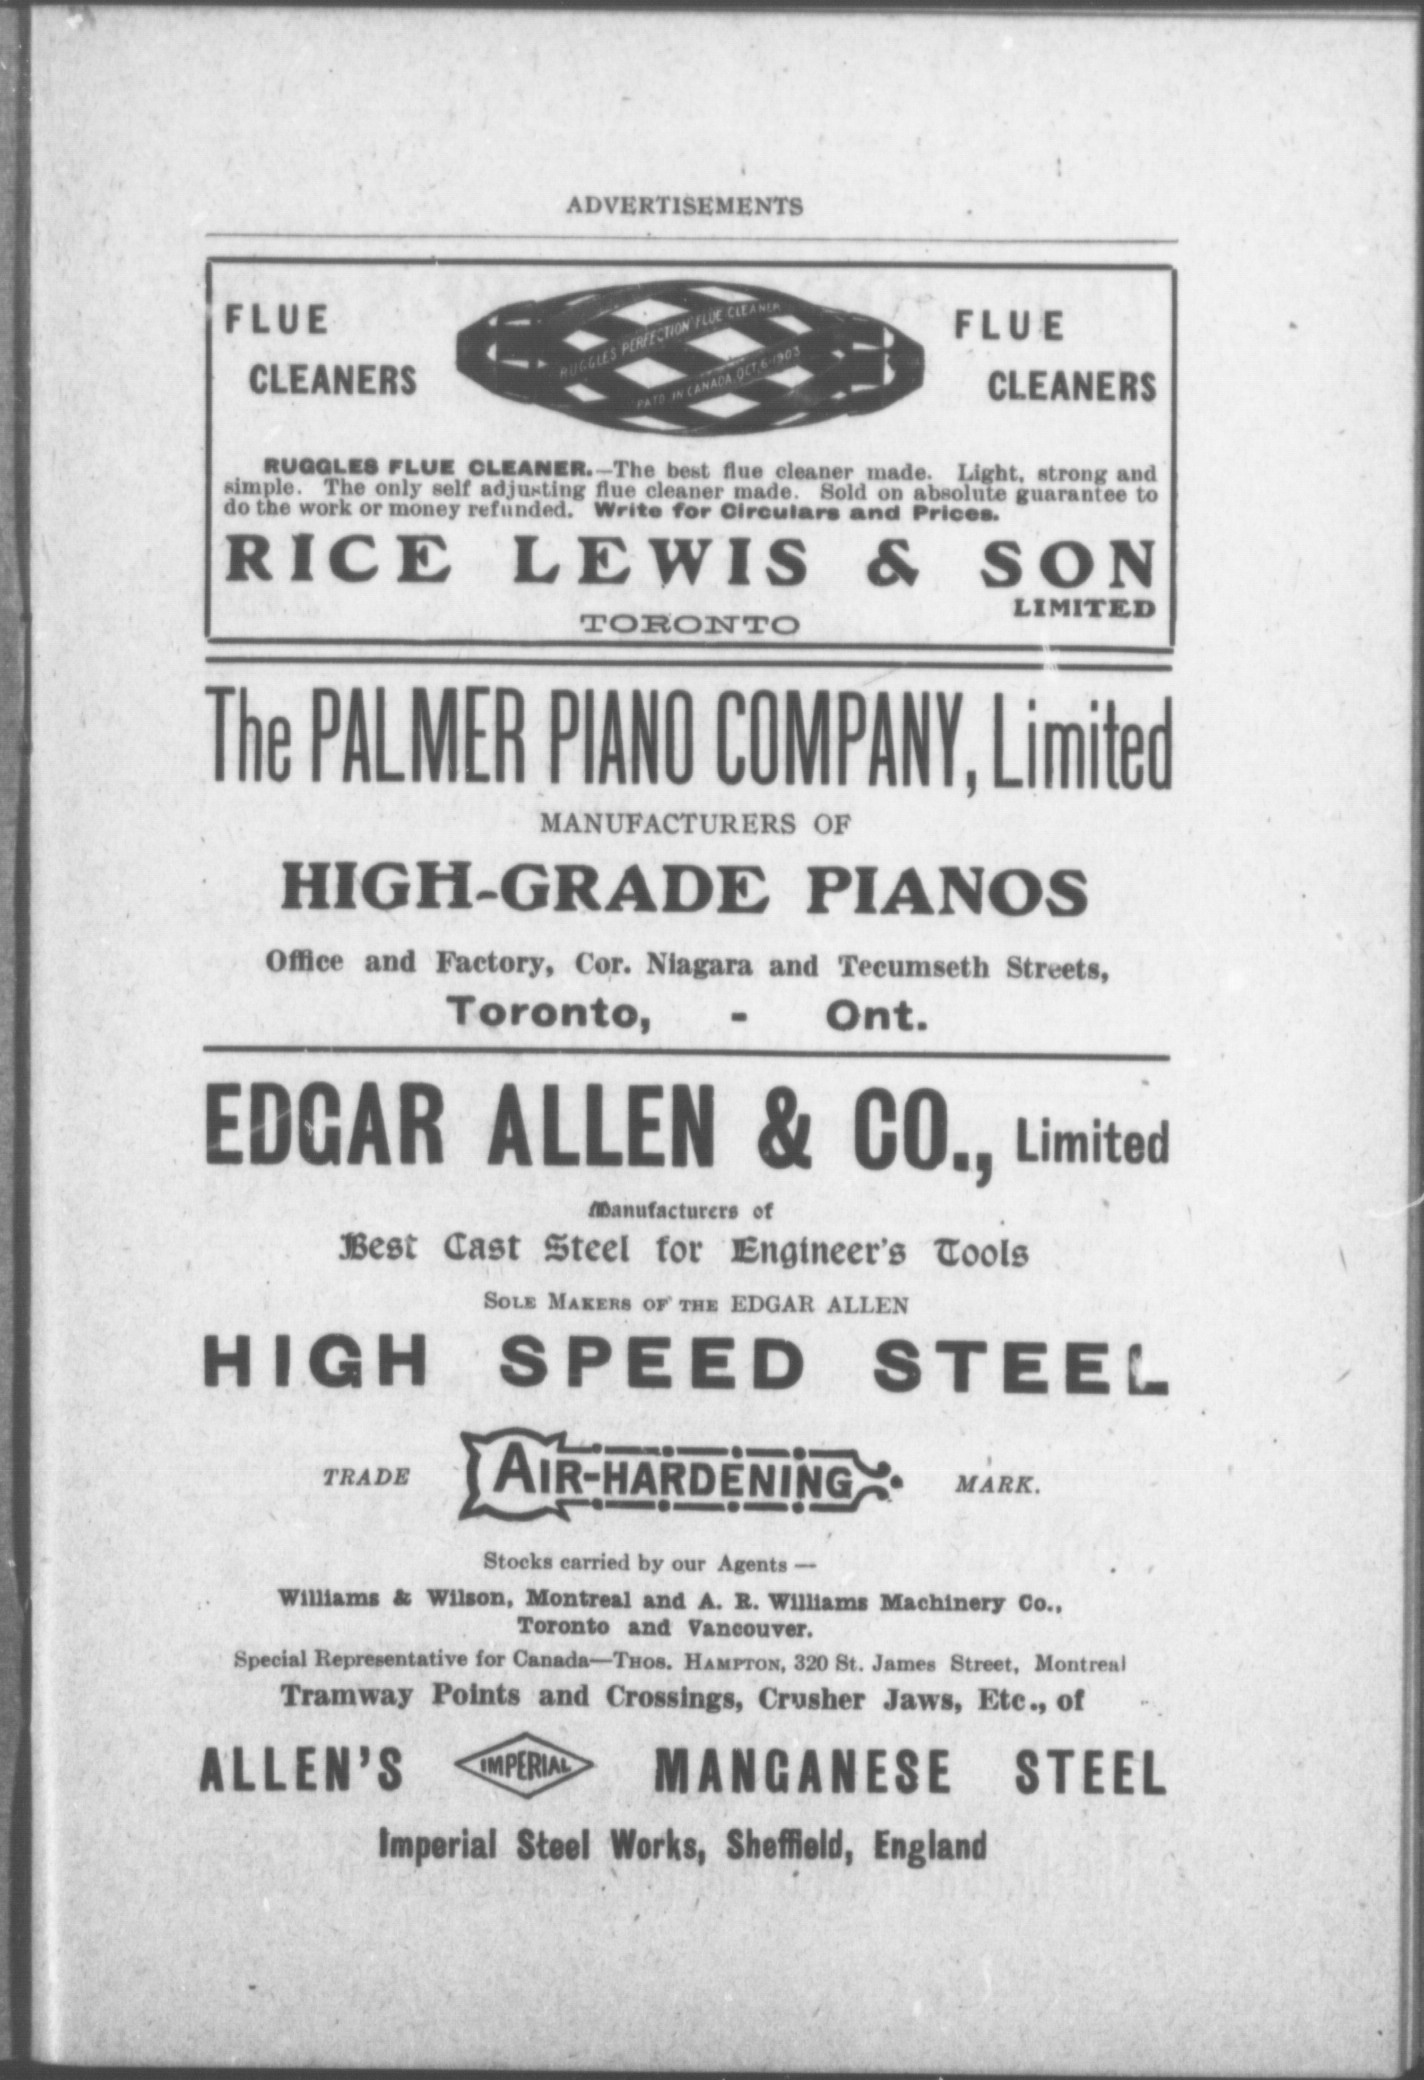 ADVERTISEMENTS
FLUE
CLEANERS
RUGGLES PERFECTION FLUE CLEANER
PATD. IN CANADA OCT. 6-1903
FLUE
CLEANERS
RUGGLES FLUE CLEANER.—The best flue cleaner made. Light, strong and
simple. The only self adjusting flue cleaner made. Sold on absolute guarantee to
do the work or money refunded. Write for Circulars and Prices.
RICE LEWIS & SON
LIMITED
TORONTO
The PALMER PIANO COMPANY, Limited
MANUFACTURERS OF
HIGH-GRADE PIANOS
Office and Factory, Cor. Niagara and Tecumseth Streets,
Toronto, - Ont.
EDGAR ALLEN & CO., Limited
Manufacturers of
Best Cast Steel for Engineer's Tools
SOLE MAKERS OF THE EDGAR ALLEN
HIGH SPEED STEEL
TRADE AIR-HARDENING MARK.
Stocks carried by our Agents —
Williams & Wilson, Montreal and A. R. Williams Machinery Co.,
Toronto and Vancouver.
Special Representative for Canada—THOS. HAMPTON, 320 St. James Street, Montreal
Tramway Points and Crossings, Crusher Jaws, Etc., of
ALLEN'S IMPERIAL MANGANESE STEEL
Imperial Steel Works, Sheffield, England